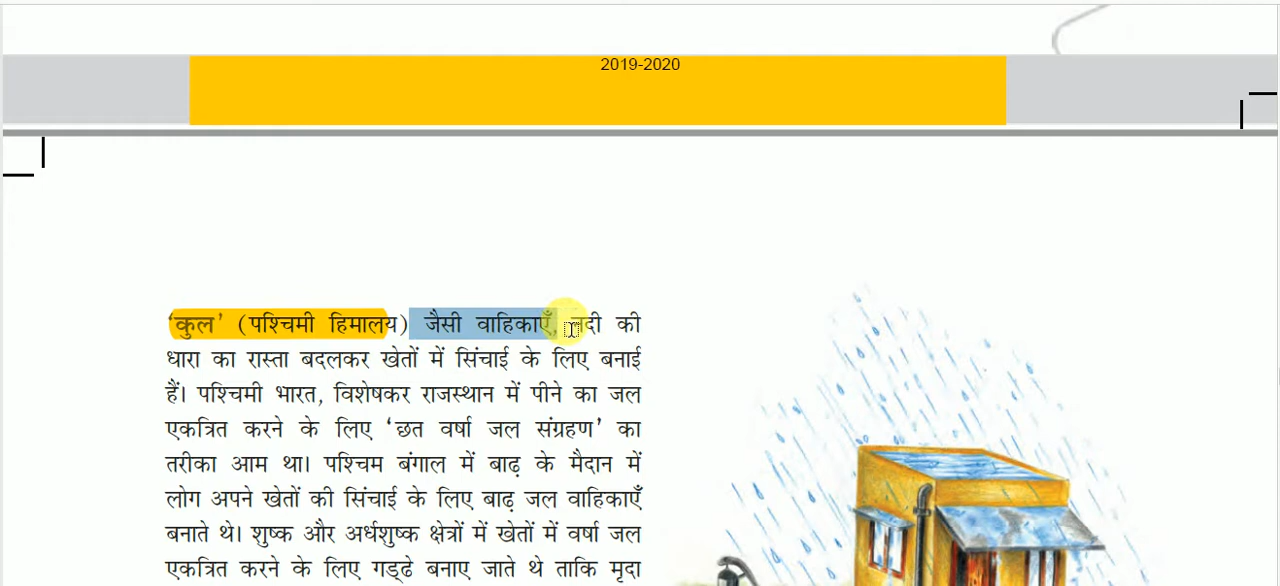 2019-2020
‘कुल’ (पश्चिमी हिमालय) जैसी वाहिकाएँ, नदी की
धारा का रास्ता बदलकर खेतों में सिंचाई के लिए बनाई
हैं। पश्चिमी भारत, विशेषकर राजस्थान में पीने का जल
एकत्रित करने के लिए ‘छत वर्षा जल संग्रहण’ का
तरीका आम था। पश्चिम बंगाल में बाढ़ के मैदान में
लोग अपने खेतों की सिंचाई के लिए बाढ़ जल वाहिकाएँ
बनाते थे। शुष्क और अर्धशुष्क क्षेत्रों में खेतों में वर्षा जल
एकत्रित करने के लिए गड्ढे बनाए जाते थे ताकि मृदा